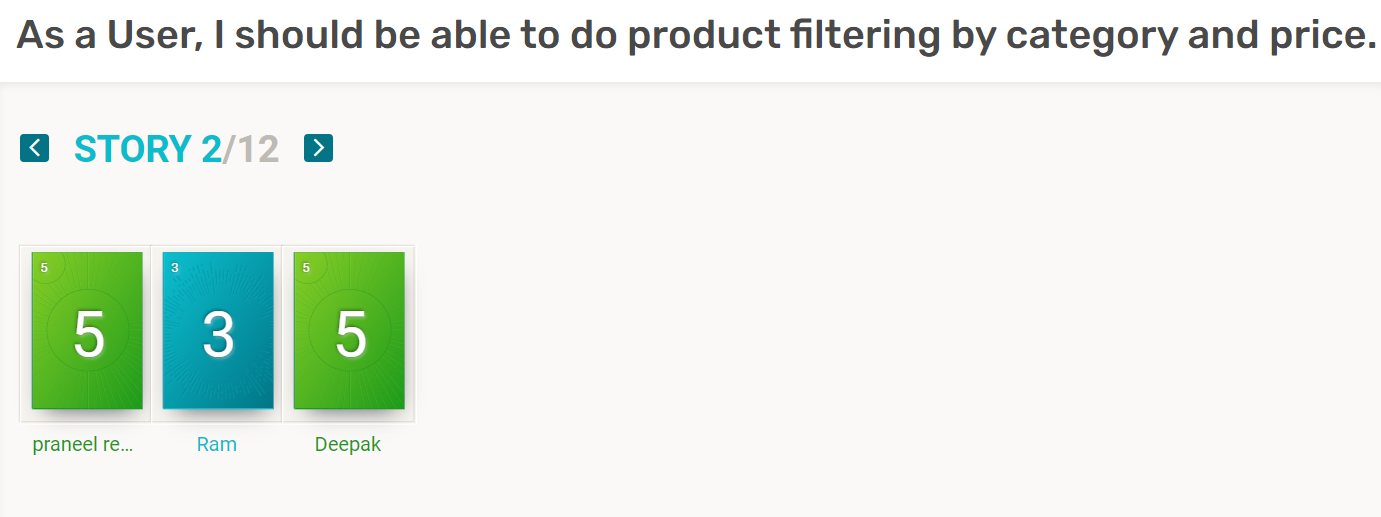 As a User, I should be able to do product filtering by category and price.
STORY 2/12
5 3 5
5 3 5
praneel re... Ram Deepak